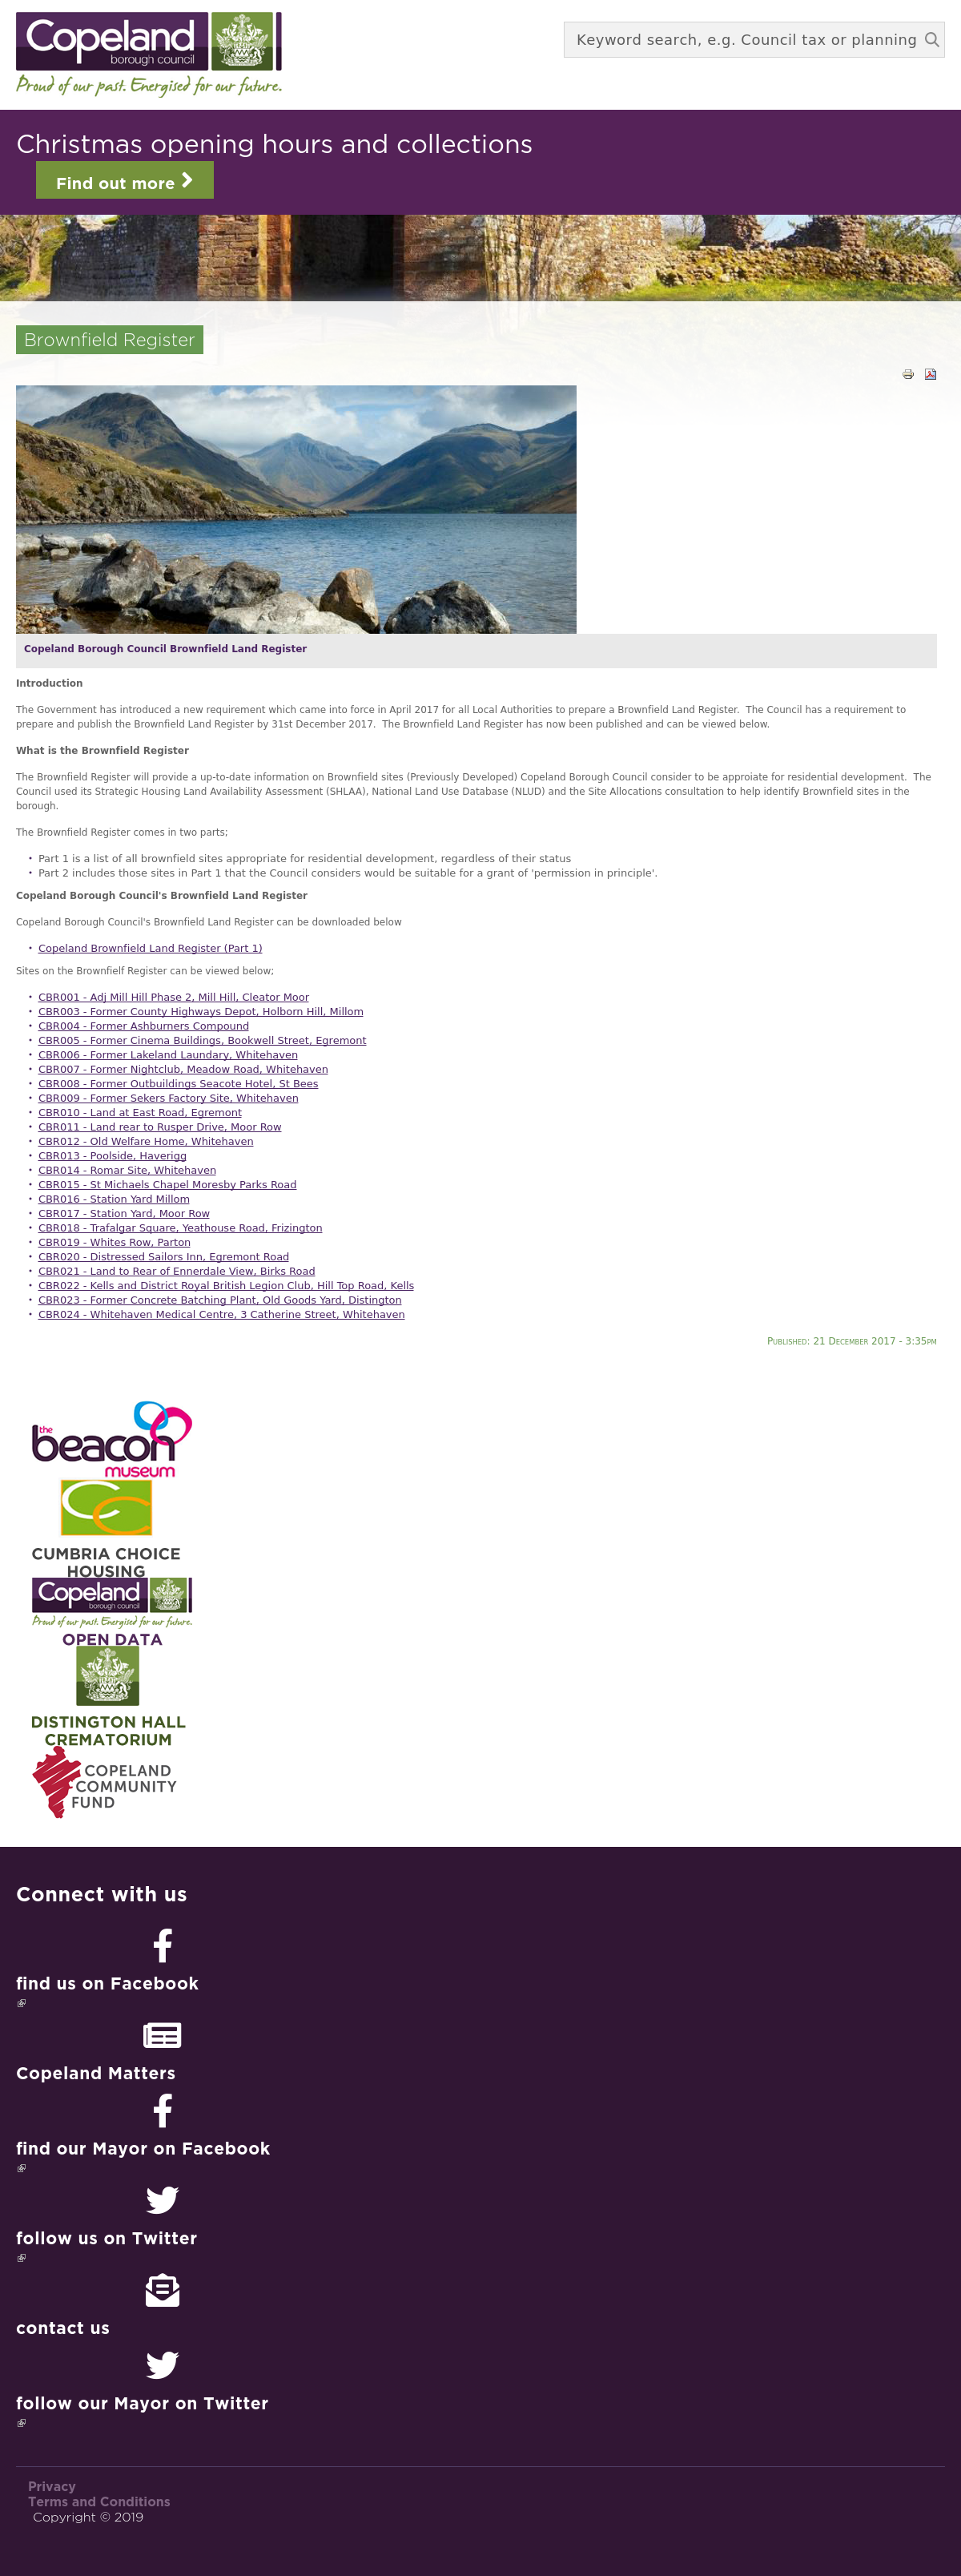 Copeland
borough council
Proud of our past. Energised for our future.
Keyword search, e.g. Council tax or planning
Christmas opening hours and collections
Find out more
Brownfield Register
Copeland Borough Council Brownfield Land Register
Introduction
The Government has introduced a new requirement which came into force in April 2017 for all Local Authorities to prepare a Brownfield Land Register.  The Council has a requirement to
prepare and publish the Brownfield Land Register by 31st December 2017.  The Brownfield Land Register has now been published and can be viewed below.
What is the Brownfield Register
The Brownfield Register will provide a up-to-date information on Brownfield sites (Previously Developed) Copeland Borough Council consider to be approiate for residential development.  The
Council used its Strategic Housing Land Availability Assessment (SHLAA), National Land Use Database (NLUD) and the Site Allocations consultation to help identify Brownfield sites in the
borough.
The Brownfield Register comes in two parts;
• Part 1 is a list of all brownfield sites appropriate for residential development, regardless of their status
• Part 2 includes those sites in Part 1 that the Council considers would be suitable for a grant of 'permission in principle'.
Copeland Borough Council's Brownfield Land Register
Copeland Borough Council's Brownfield Land Register can be downloaded below
• Copeland Brownfield Land Register (Part 1)
Sites on the Brownfielf Register can be viewed below;
• CBR001 - Adj Mill Hill Phase 2, Mill Hill, Cleator Moor
• CBR003 - Former County Highways Depot, Holborn Hill, Millom
• CBR004 - Former Ashburners Compound
• CBR005 - Former Cinema Buildings, Bookwell Street, Egremont
• CBR006 - Former Lakeland Laundary, Whitehaven
• CBR007 - Former Nightclub, Meadow Road, Whitehaven
• CBR008 - Former Outbuildings Seacote Hotel, St Bees
• CBR009 - Former Sekers Factory Site, Whitehaven
• CBR010 - Land at East Road, Egremont
• CBR011 - Land rear to Rusper Drive, Moor Row
• CBR012 - Old Welfare Home, Whitehaven
• CBR013 - Poolside, Haverigg
• CBR014 - Romar Site, Whitehaven
• CBR015 - St Michaels Chapel Moresby Parks Road
• CBR016 - Station Yard Millom
• CBR017 - Station Yard, Moor Row
• CBR018 - Trafalgar Square, Yeathouse Road, Frizington
• CBR019 - Whites Row, Parton
• CBR020 - Distressed Sailors Inn, Egremont Road
• CBR021 - Land to Rear of Ennerdale View, Birks Road
• CBR022 - Kells and District Royal British Legion Club, Hill Top Road, Kells
• CBR023 - Former Concrete Batching Plant, Old Goods Yard, Distington
• CBR024 - Whitehaven Medical Centre, 3 Catherine Street, Whitehaven
Published: 21 December 2017 - 3:35pm
the
beacon
museum
CUMBRIA CHOICE
HOUSING
Copeland
borough council
Proud of our past. Energised for our future.
OPEN DATA
DISTINGTON HALL
CREMATORIUM
COPELAND
COMMUNITY
FUND
Connect with us
find us on Facebook
Copeland Matters
find our Mayor on Facebook
follow us on Twitter
contact us
follow our Mayor on Twitter
Privacy
Terms and Conditions
Copyright © 2019